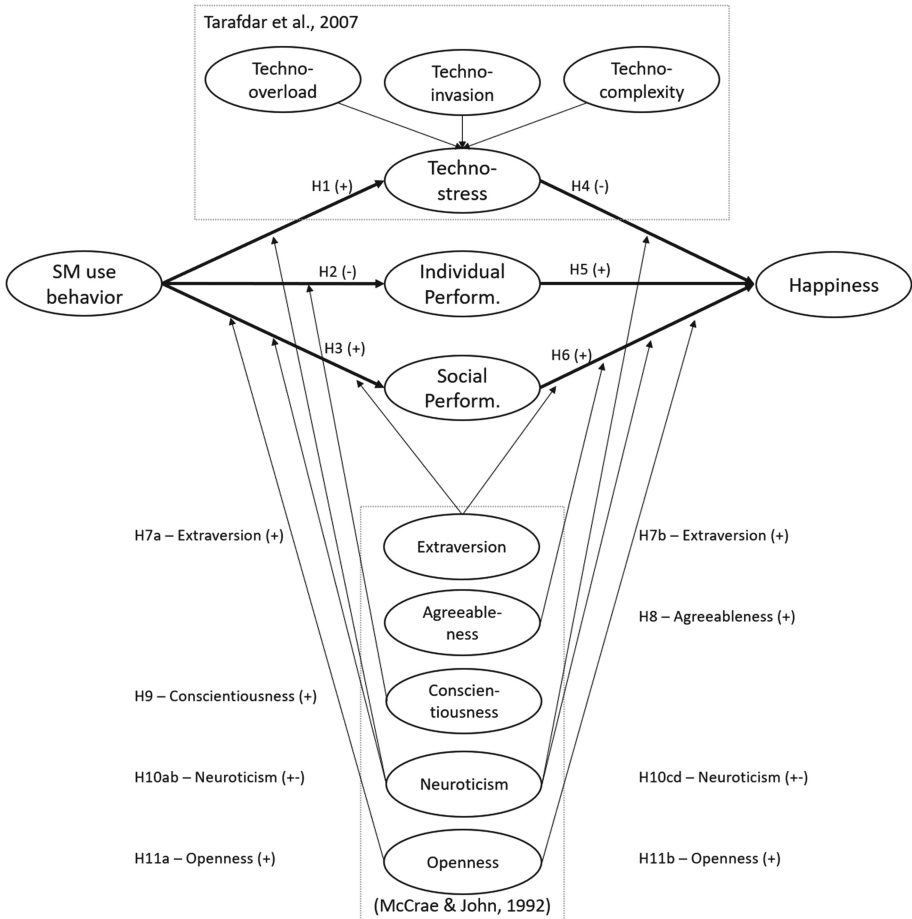 Tarafdar et al., 2007
Techno-
overload
Techno-
invasion
Techno-
complexity
Techno-
stress
H1 (+)
H4 (-)
SM use
behavior
H2 (-)
Individual
Perform.
H5 (+)
Happiness
H3 (+)
Social
Perform.
H6 (+)
H7a – Extraversion (+)
Extraversion
H7b – Extraversion (+)
Agreeable-
ness
H8 – Agreeableness (+)
H9 – Conscientiousness (+)
Conscien-
tiousness
H10ab – Neuroticism (+-)
Neuroticism
H10cd – Neuroticism (+-)
H11a – Openness (+)
Openness
H11b – Openness (+)
(McCrae & John, 1992)